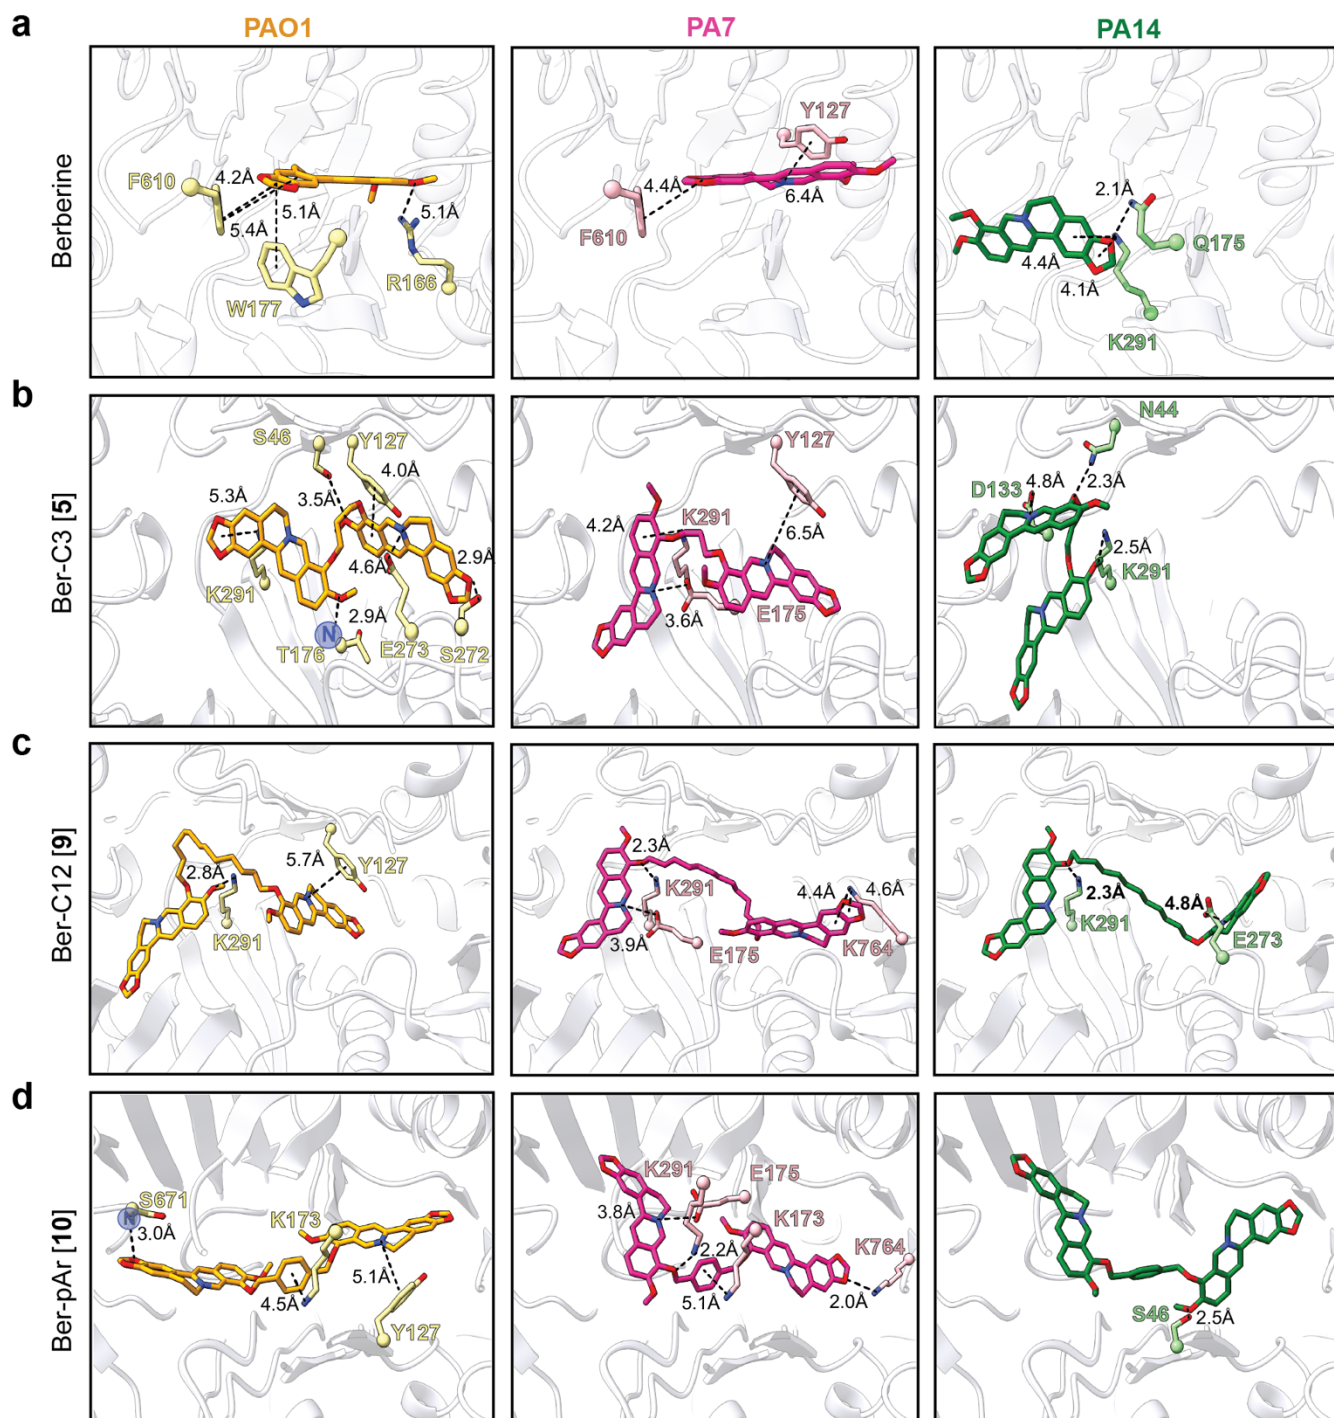 a
PAO1
PA7
PA14
Berberine
F610
4.2Å
5.4Å
5.1Å
5.1Å
W177
R166
Y127
4.4Å
6.4Å
F610
2.1Å
Q175
4.4Å
4.1Å
K291
b
Ber-C3 [5]
S46
Y127
4.0Å
5.3Å
3.5Å
4.6Å
2.9Å
K291
N
2.9Å
T176
E273
S272
Y127
4.2Å
K291
6.5Å
3.6Å
E175
N44
4.8Å
2.3Å
D133
2.5Å
K291
c
Ber-C12 [9]
5.7Å
Y127
2.8Å
K291
2.3Å
K291
4.4Å
4.6Å
3.9Å
E175
K764
2.3Å
K291
4.8Å
E273
d
Ber-pAr [10]
S671
N
3.0Å
K173
5.1Å
4.5Å
Y127
K291
E175
3.8Å
K173
2.2Å
K764
5.1Å
2.0Å
S46
2.5Å